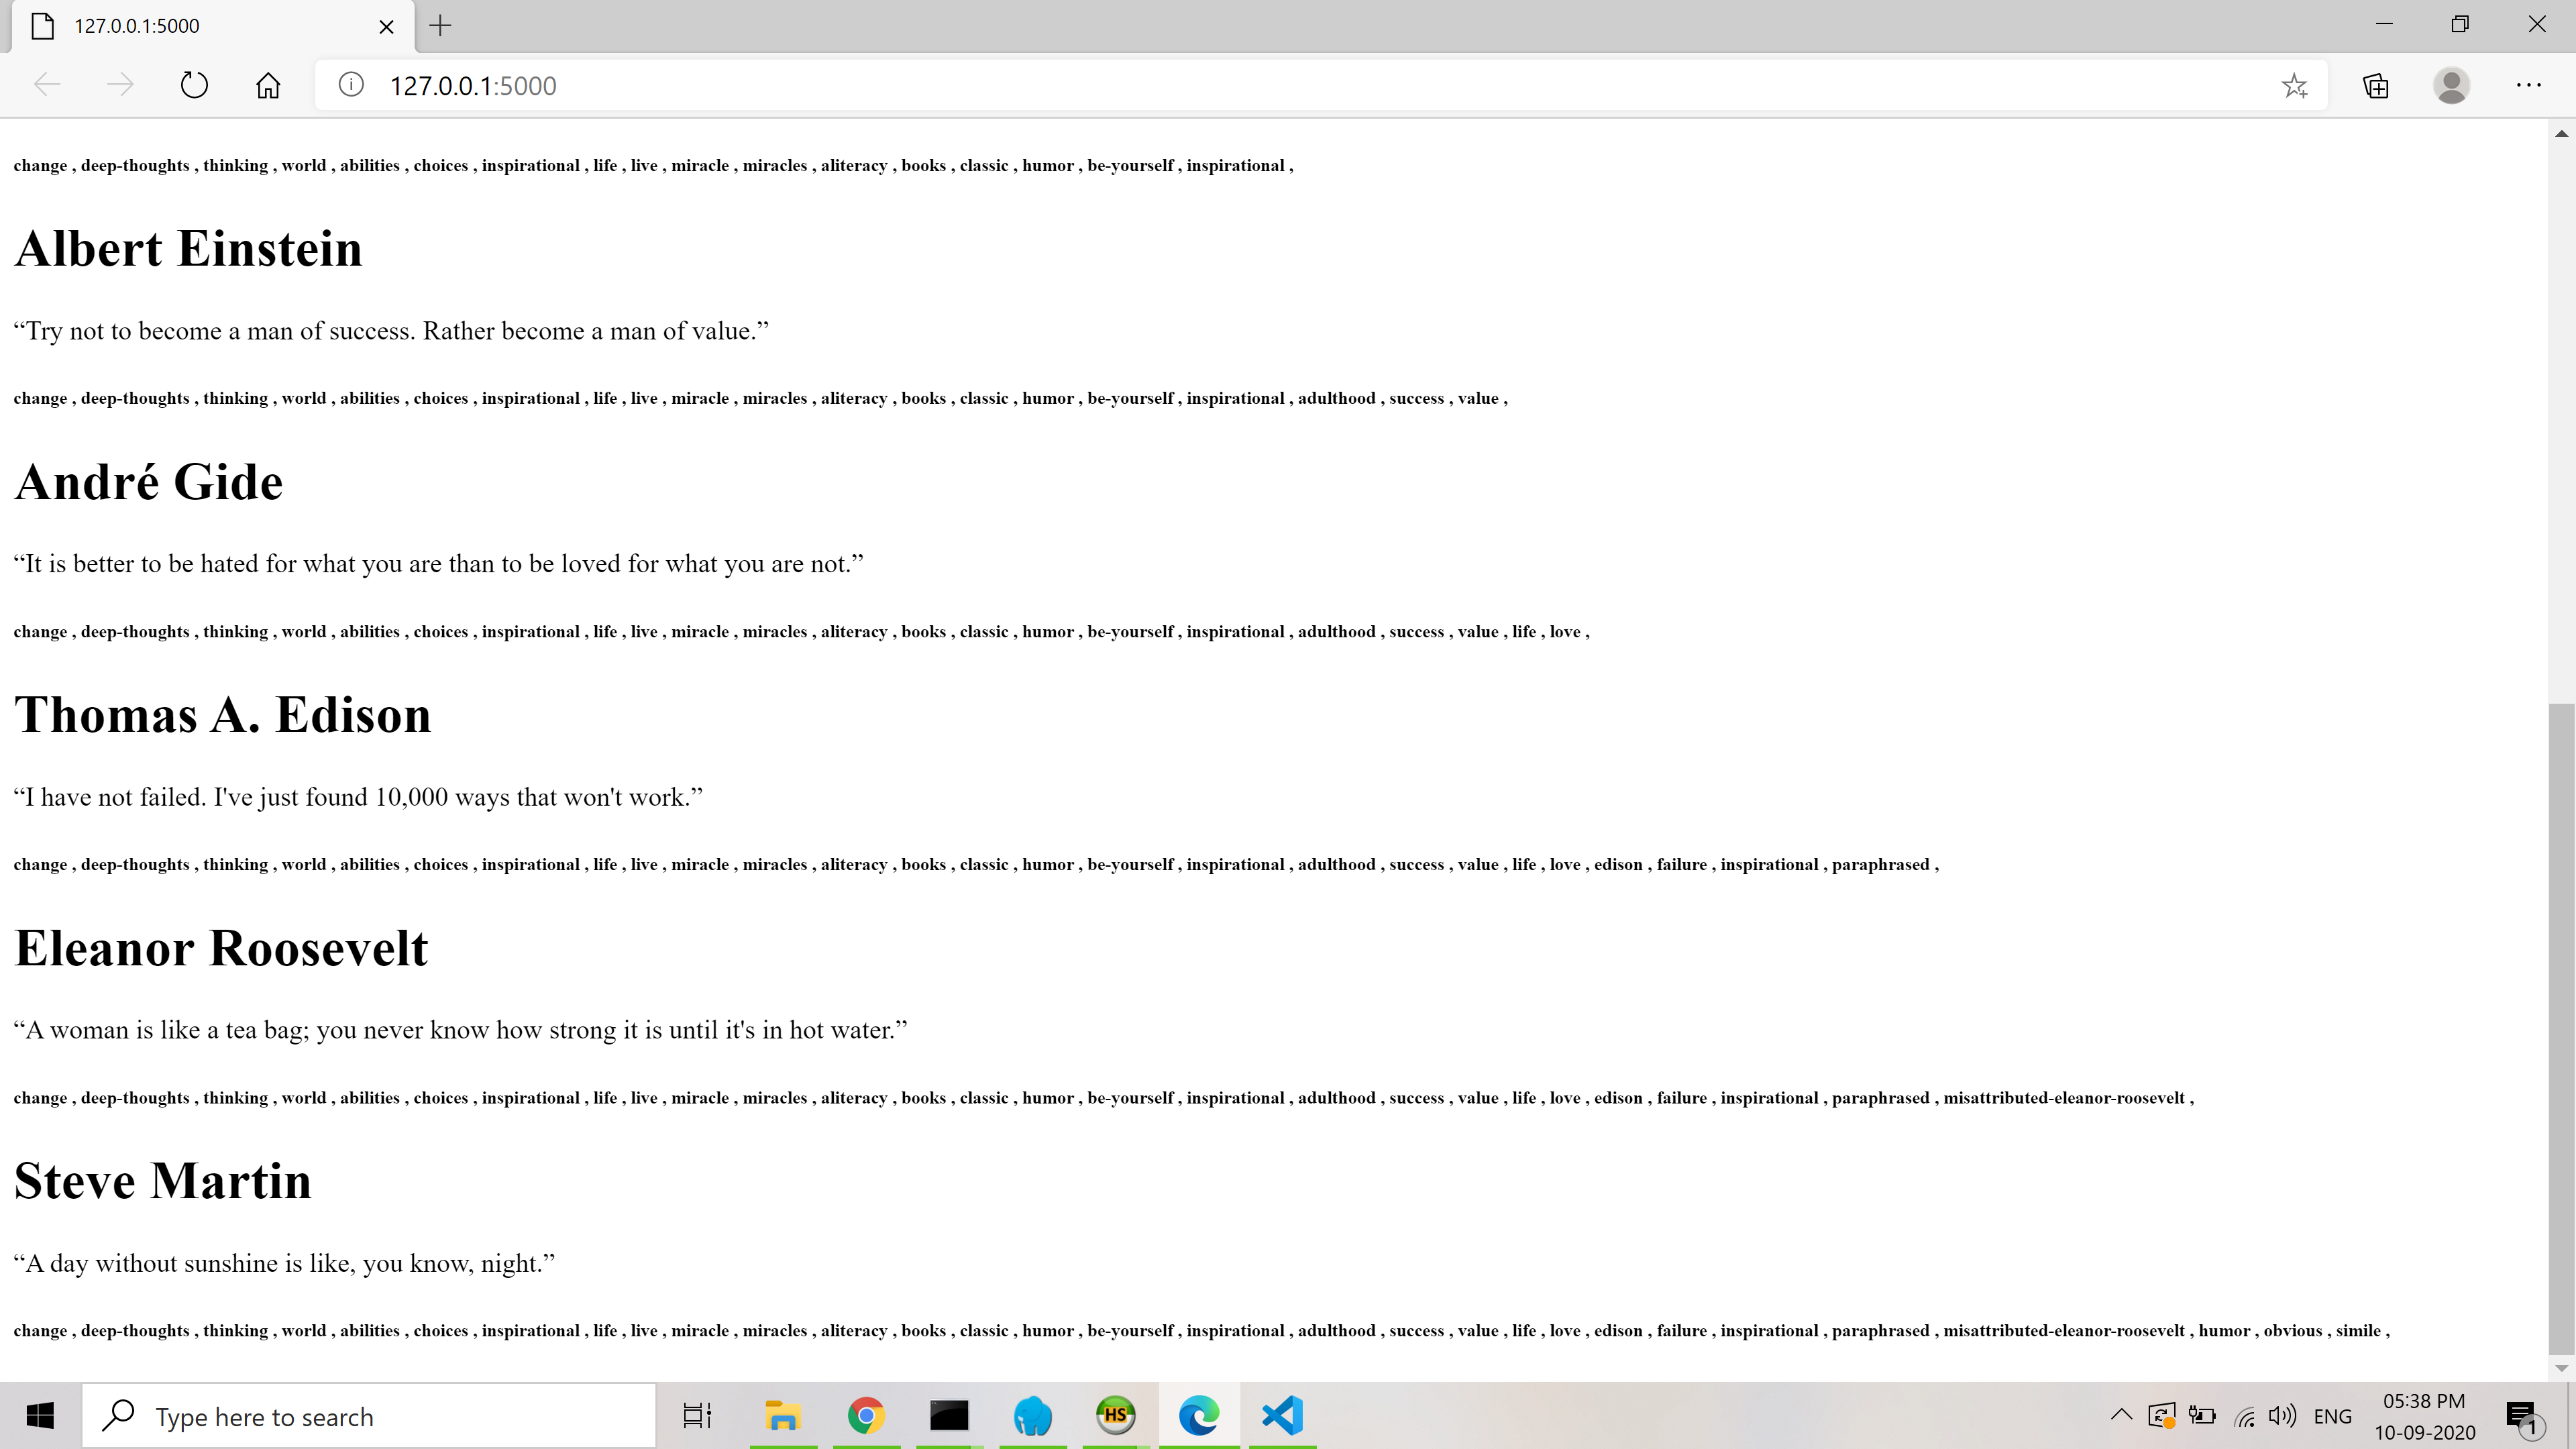 127.0.0.1:5000
127.0.0.1:5000
change , deep-thoughts , thinking , world , abilities , choices , inspirational , life , live , miracle , miracles , aliteracy , books , classic , humor , be-yourself , inspirational ,
Albert Einstein
“Try not to become a man of success. Rather become a man of value.”
change , deep-thoughts , thinking , world , abilities , choices , inspirational , life , live , miracle , miracles , aliteracy , books , classic , humor , be-yourself , inspirational , adulthood , success , value ,
André Gide
“It is better to be hated for what you are than to be loved for what you are not.”
change , deep-thoughts , thinking , world , abilities , choices , inspirational , life , live , miracle , miracles , aliteracy , books , classic , humor , be-yourself , inspirational , adulthood , success , value , life , love ,
Thomas A. Edison
“I have not failed. I've just found 10,000 ways that won't work.”
change , deep-thoughts , thinking , world , abilities , choices , inspirational , life , live , miracle , miracles , aliteracy , books , classic , humor , be-yourself , inspirational , adulthood , success , value , life , love , edison , failure , inspirational , paraphrased ,
Eleanor Roosevelt
“A woman is like a tea bag; you never know how strong it is until it's in hot water.”
change , deep-thoughts , thinking , world , abilities , choices , inspirational , life , live , miracle , miracles , aliteracy , books , classic , humor , be-yourself , inspirational , adulthood , success , value , life , love , edison , failure , inspirational , paraphrased , misattributed-eleanor-roosevelt ,
Steve Martin
“A day without sunshine is like, you know, night.”
change , deep-thoughts , thinking , world , abilities , choices , inspirational , life , live , miracle , miracles , aliteracy , books , classic , humor , be-yourself , inspirational , adulthood , success , value , life , love , edison , failure , inspirational , paraphrased , misattributed-eleanor-roosevelt , humor , obvious , simile ,
Type here to search
HS
ENG
05:38 PM
10-09-2020
1